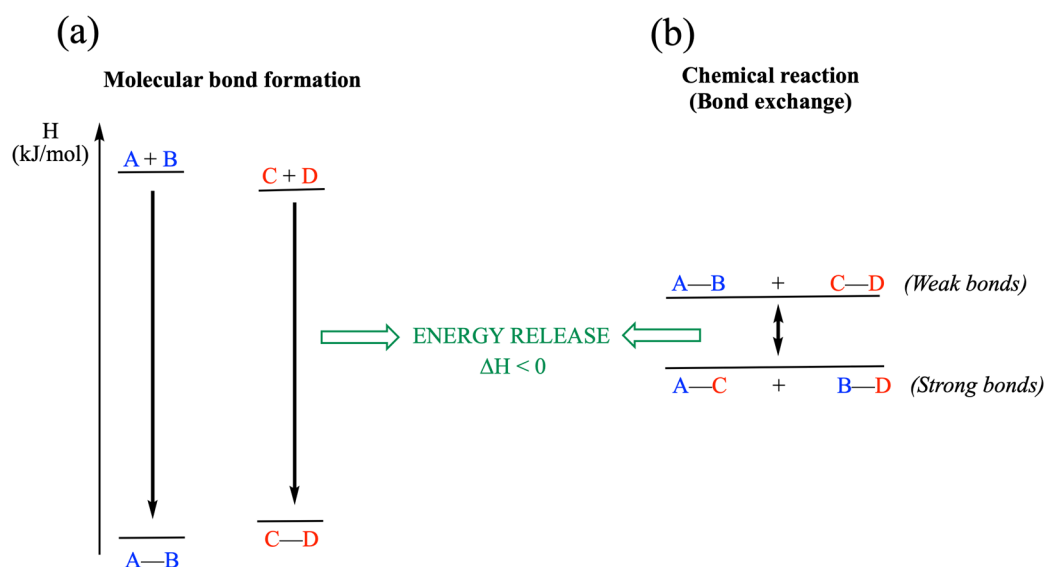 (a)
Molecular bond formation
H
(kJ/mol)
A + B
C + D
A—B
C—D
ENERGY RELEASE
ΔH < 0
(b)
Chemical reaction
(Bond exchange)
A—B + C—D (Weak bonds)
A—C + B—D (Strong bonds)